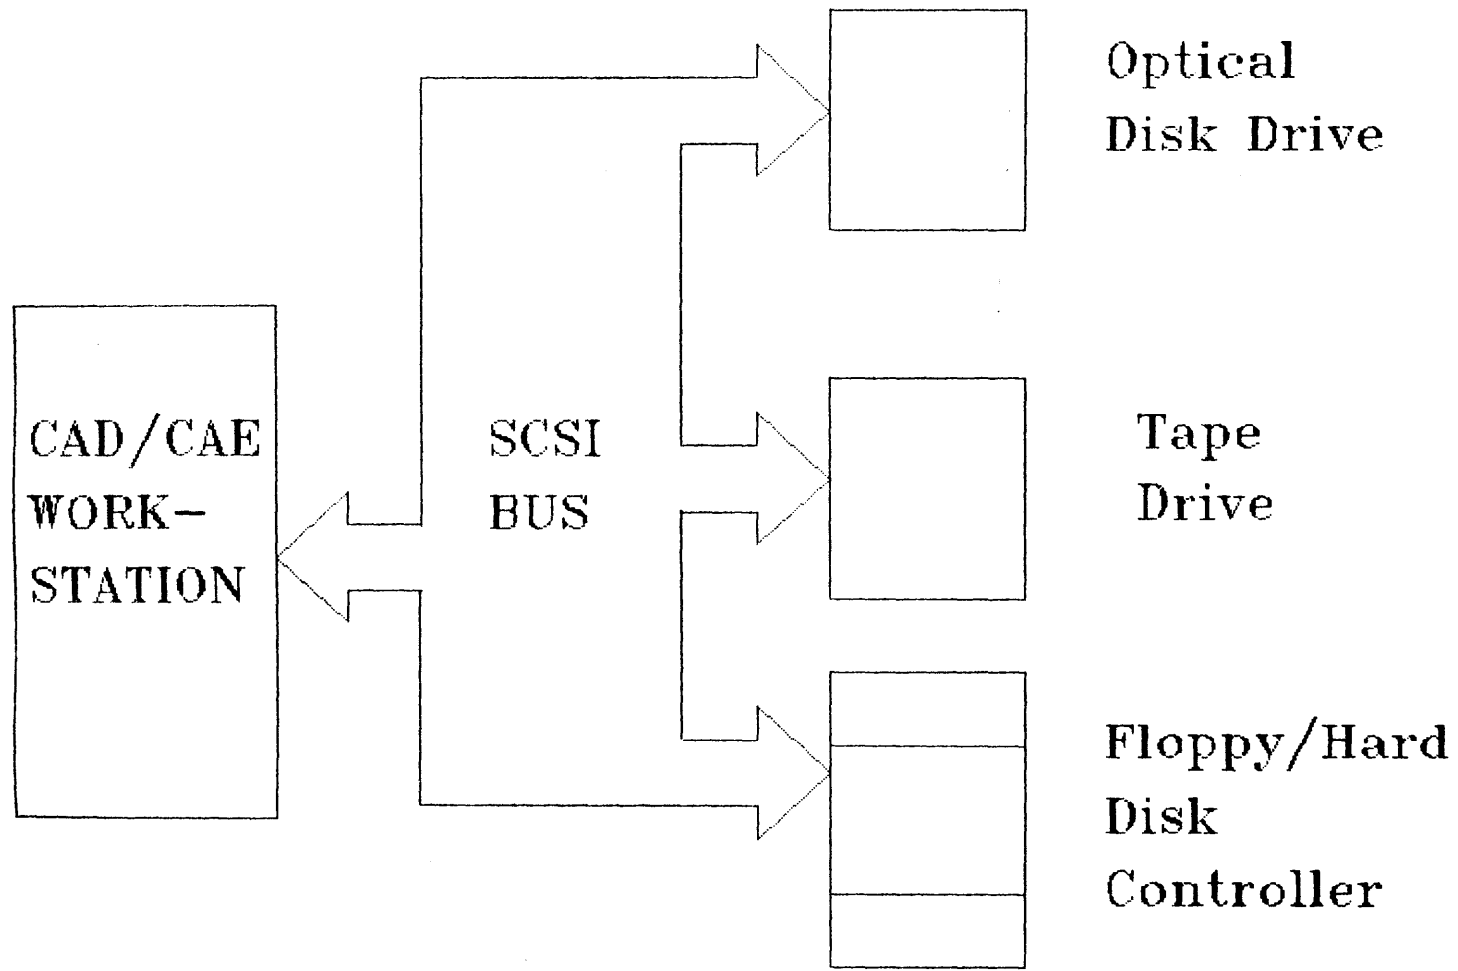 CAD/CAE
WORK-
STATION
SCSI
BUS
Optical
Disk Drive
Tape
Drive
Floppy/Hard
Disk
Controller